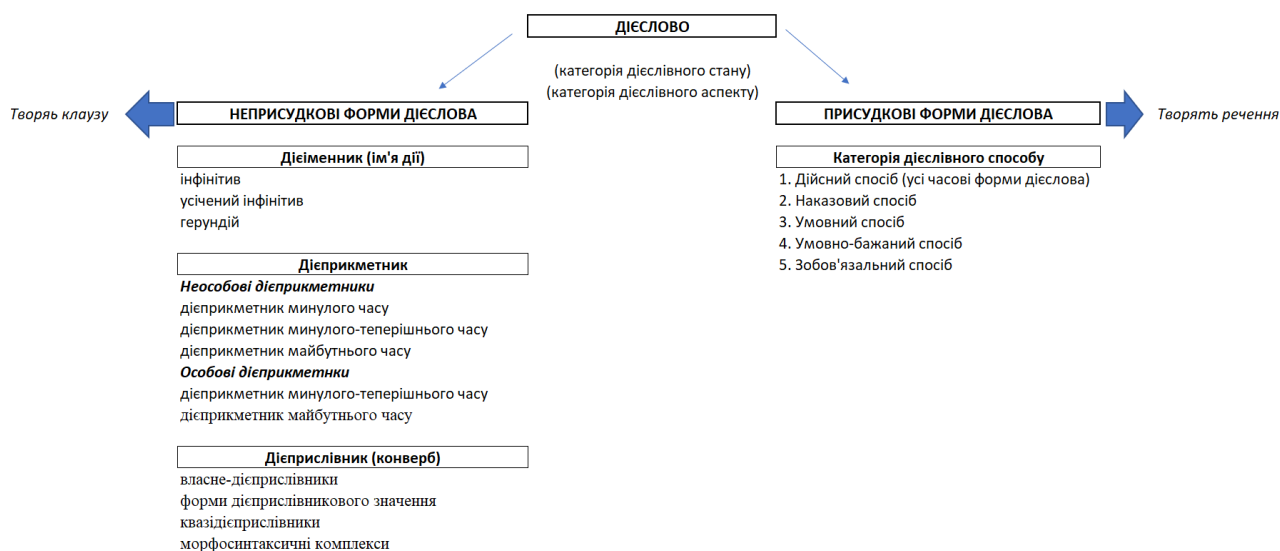 ДІЄСЛОВО
(категорія дієслівного стану)
(категорія дієслівного аспекту)
Творяь клаузу
НЕПРИСУДКОВІ ФОРМИ ДІЄСЛОВА
Дієіменник (ім'я дії)
інфінітив
усічений інфінітив
герундій
Дієприкметник
Неособові дієприкметники
дієприкметник минулого часу
дієприкметник минулого-теперішнього часу
дієприкметник майбутнього часу
Особові дієприкметнки
дієприкметник минулого-теперішнього часу
дієприкметник майбутнього часу
Дієприслівник (конверб)
власне-дієприслівники
форми дієприслівникового значення
квазідієприслівники
морфосинтаксичні комплекси
ПРИСУДКОВІ ФОРМИ ДІЄСЛОВА
Творять речення
Категорія дієслівного способу
1. Дійсний спосіб (усі часові форми дієслова)
2. Наказовий спосіб
3. Умовний спосіб
4. Умовно-бажаний спосіб
5. Зобов'язальний спосіб